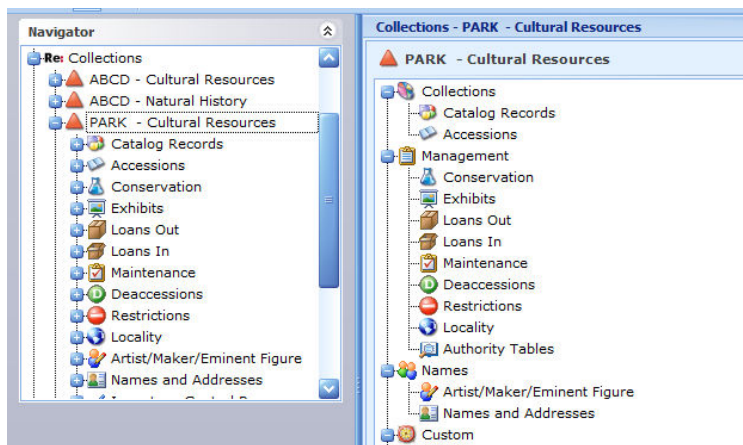 Navigator
Re: Collections
ABCD - Cultural Resources
ABCD - Natural History
PARK - Cultural Resources
Catalog Records
Accessions
Conservation
Exhibits
Loans Out
Loans In
Maintenance
Deaccessions
Restrictions
Locality
Artist/Maker/Eminent Figure
Names and Addresses
Collections - PARK - Cultural Resources
PARK - Cultural Resources
Collections
Catalog Records
Accessions
Management
Conservation
Exhibits
Loans Out
Loans In
Maintenance
Deaccessions
Restrictions
Locality
Authority Tables
Names
Artist/Maker/Eminent Figure
Names and Addresses
Custom